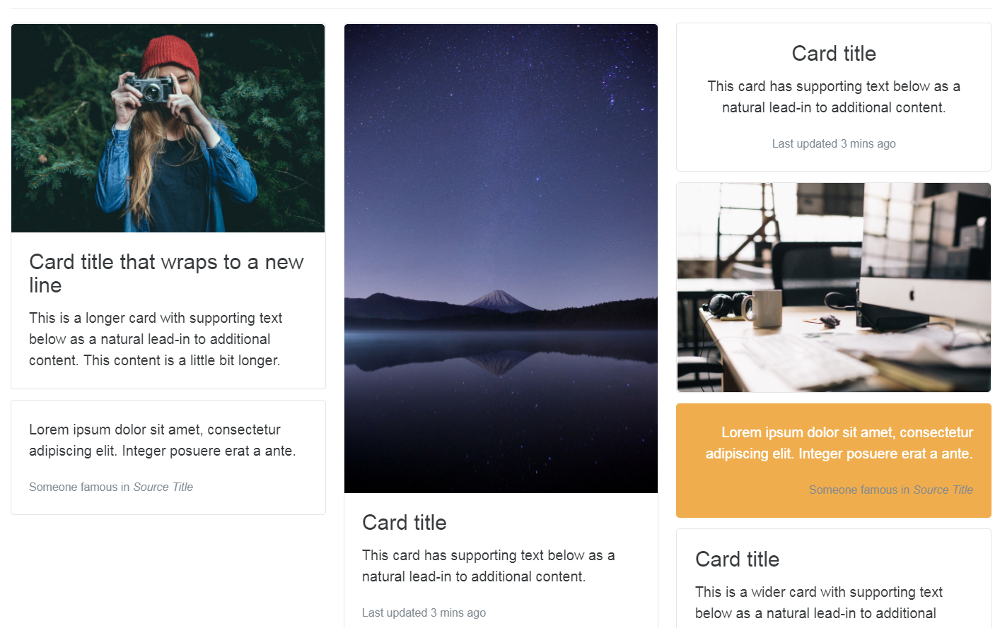 Card title that wraps to a new
line
This is a longer card with supporting text
below as a natural lead-in to additional
content. This content is a little bit longer.
Lorem ipsum dolor sit amet, consectetur
adipiscing elit. Integer posuere erat a ante.
Someone famous in Source Title
Card title
This card has supporting text below as a
natural lead-in to additional content.
Last updated 3 mins ago
Card title
This card has supporting text below as a
natural lead-in to additional content.
Last updated 3 mins ago
Lorem ipsum dolor sit amet, consectetur
adipiscing elit. Integer posuere erat a ante.
Someone famous in Source Title
Card title
This is a wider card with supporting text
below as a natural lead-in to additional